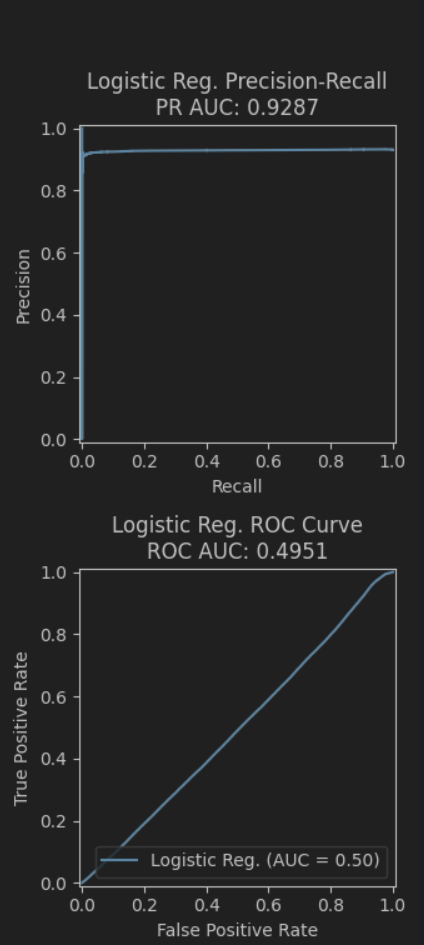 Logistic Reg. Precision-Recall
PR AUC: 0.9287
1.0
0.8
0.6
0.4
0.2
0.0
Precision
0.0 0.2 0.4 0.6 0.8 1.0
Recall
Logistic Reg. ROC Curve
ROC AUC: 0.4951
1.0
0.8
0.6
0.4
0.2
0.0
True Positive Rate
Logistic Reg. (AUC = 0.50)
0.0 0.2 0.4 0.6 0.8 1.0
False Positive Rate